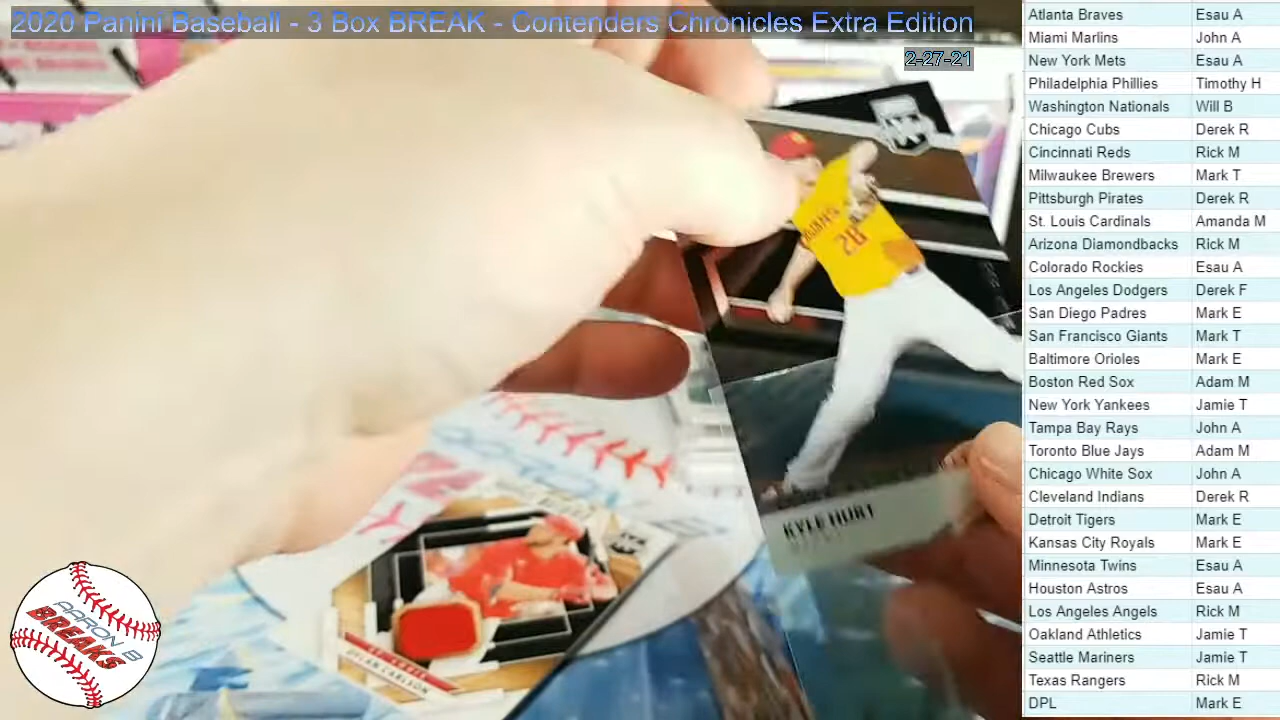 2020 Panini Baseball - 3 Box BREAK - Contenders Chronicles Extra Edition
2-27-21
Atlanta Braves Esau A
Miami Marlins John A
New York Mets Esau A
Philadelphia Phillies Timothy H
Washington Nationals Will B
Chicago Cubs Derek R
Cincinnati Reds Rick M
Milwaukee Brewers Mark T
Pittsburgh Pirates Derek R
St. Louis Cardinals Amanda M
Arizona Diamondbacks Rick M
Colorado Rockies Esau A
Los Angeles Dodgers Derek F
San Diego Padres Mark E
San Francisco Giants Mark T
Baltimore Orioles Mark E
Boston Red Sox Adam M
New York Yankees Jamie T
Tampa Bay Rays John A
Toronto Blue Jays Adam M
Chicago White Sox John A
Cleveland Indians Derek R
Detroit Tigers Mark E
Kansas City Royals Mark E
Minnesota Twins Esau A
Houston Astros Esau A
Los Angeles Angels Rick M
Oakland Athletics Jamie T
Seattle Mariners Jamie T
Texas Rangers Rick M
DPL Mark E
28
KYLE HURT
ST. LOUIS
DYLAN CARLSON
AARON B
BREAKS